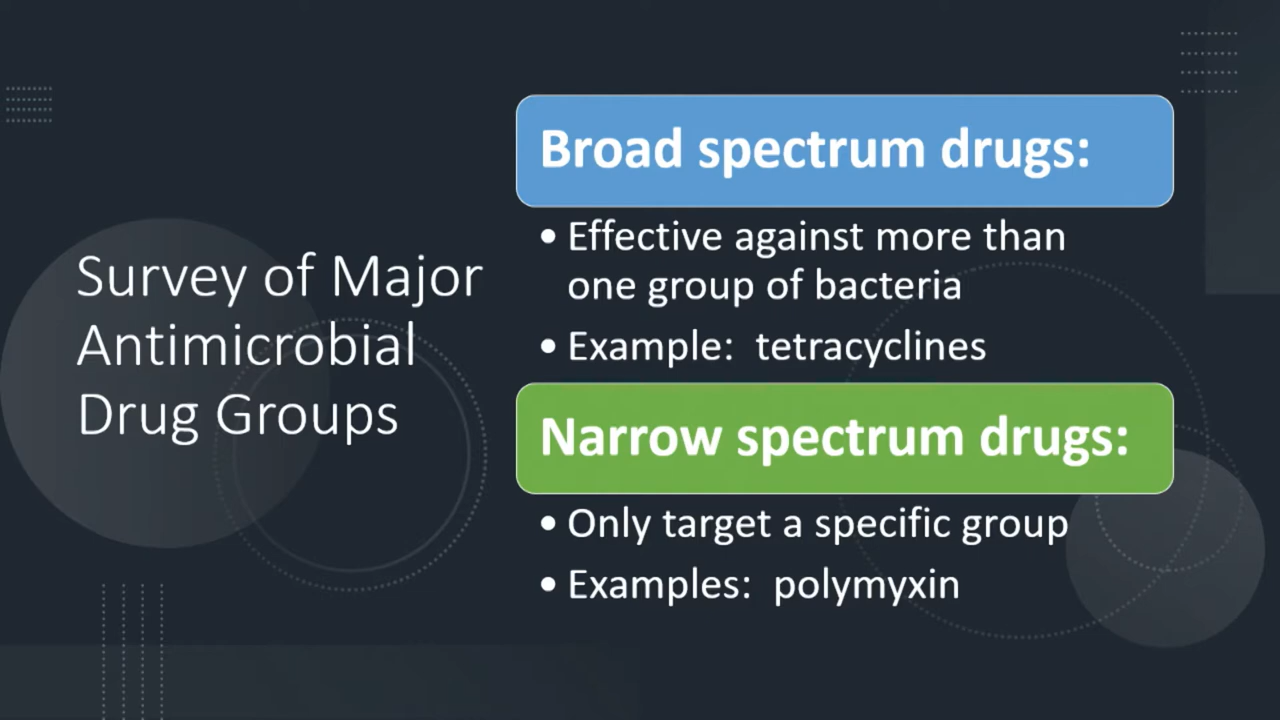 Survey of Major
Antimicrobial
Drug Groups
Broad spectrum drugs:
• Effective against more than
one group of bacteria
• Example:  tetracyclines
Narrow spectrum drugs:
• Only target a specific group
• Examples:  polymyxin